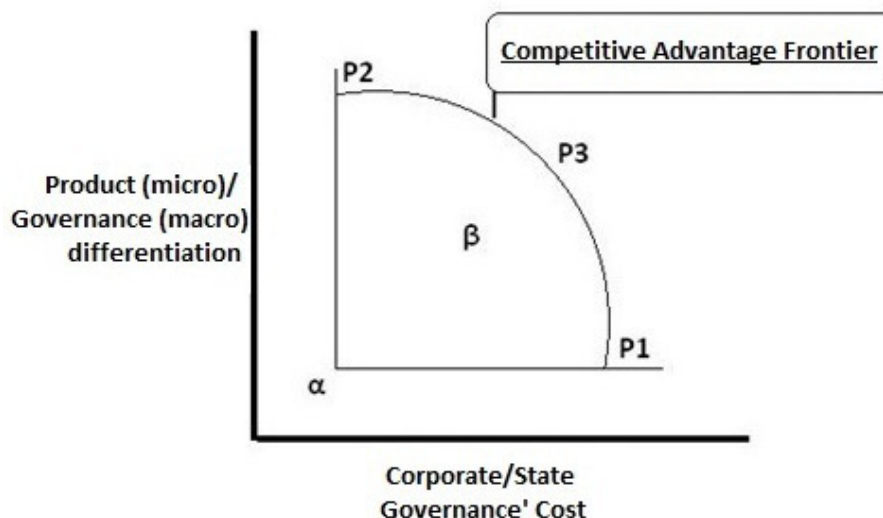 Competitive Advantage Frontier
P2
P3
Product (micro)/
Governance (macro)
differentiation
β
P1
α
Corporate/State
Governance' Cost